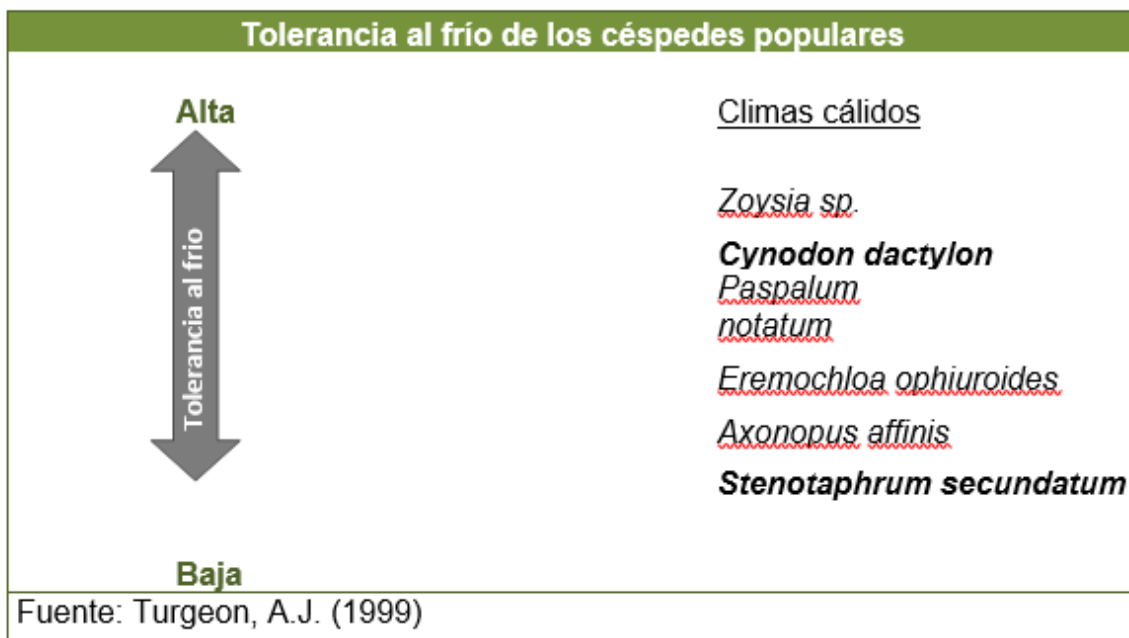 Tolerancia al frío de los céspedes populares
Alta
Climas cálidos
Tolerancia al frio
Zoysia sp.
Cynodon dactylon
Paspalum
notatum
Eremochloa ophiuroides
Axonopus affinis
Stenotaphrum secundatum
Baja
Fuente: Turgeon, A.J. (1999)